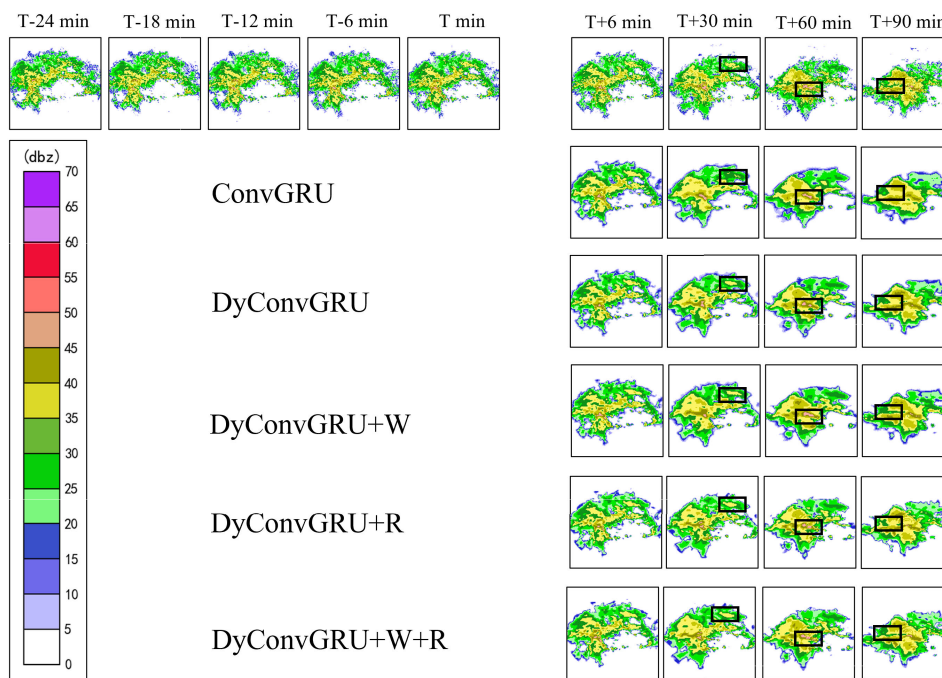 T-24 min T-18 min T-12 min T-6 min T min T+6 min T+30 min T+60 min T+90 min
(dbz)
70
65
60
55
50
45
40
35
30
25
20
15
10
5
0
ConvGRU
DyConvGRU
DyConvGRU+W
DyConvGRU+R
DyConvGRU+W+R